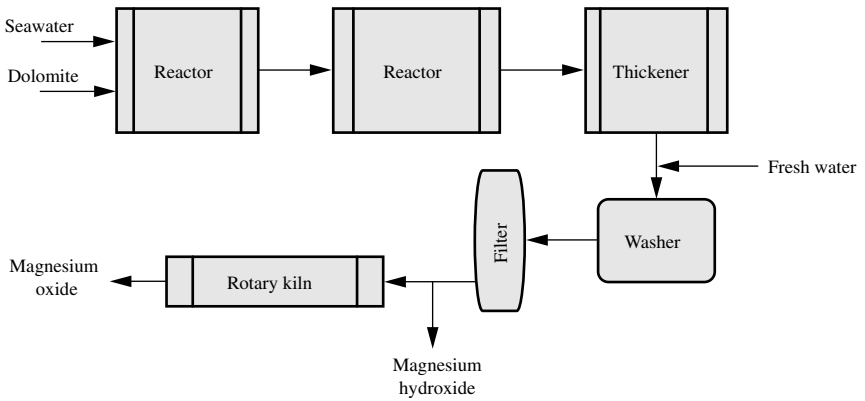 Seawater
Dolomite
Reactor
Reactor
Thickener
Fresh water
Washer
Filter
Rotary kiln
Magnesium
oxide
Magnesium
hydroxide